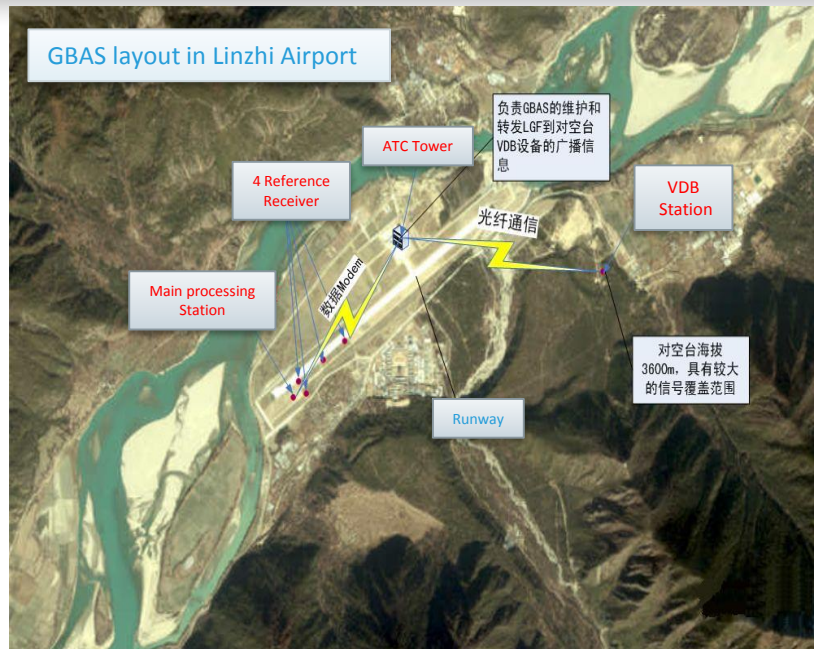 GBAS layout in Linzhi Airport
负责GBAS的维护和
转发LGF到对空台
VDB设备的广播信
息
ATC Tower
4 Reference
Receiver
VDB
Station
光纤通信
数据Modem
Main processing
Station
对空台海拔
3600m，具有较大
的信号覆盖范围
Runway